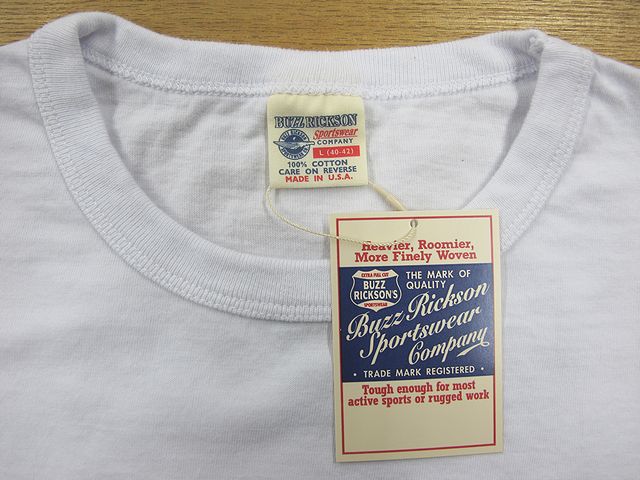 BUZZ RICKSON
Sportswear
COMPANY
L (40-42)
100% COTTON
CARE ON REVERSE
MADE IN U.S.A.
Heavier, Roomier,
More Finely Woven
EXTRA FULL CUT
BUZZ
RICKSON'S
SPORTSWEAR
THE MARK OF
QUALITY
Buzz Rickson
Sportswear
Company
· TRADE MARK REGISTERED ·
Tough enough for most
active sports or rugged work